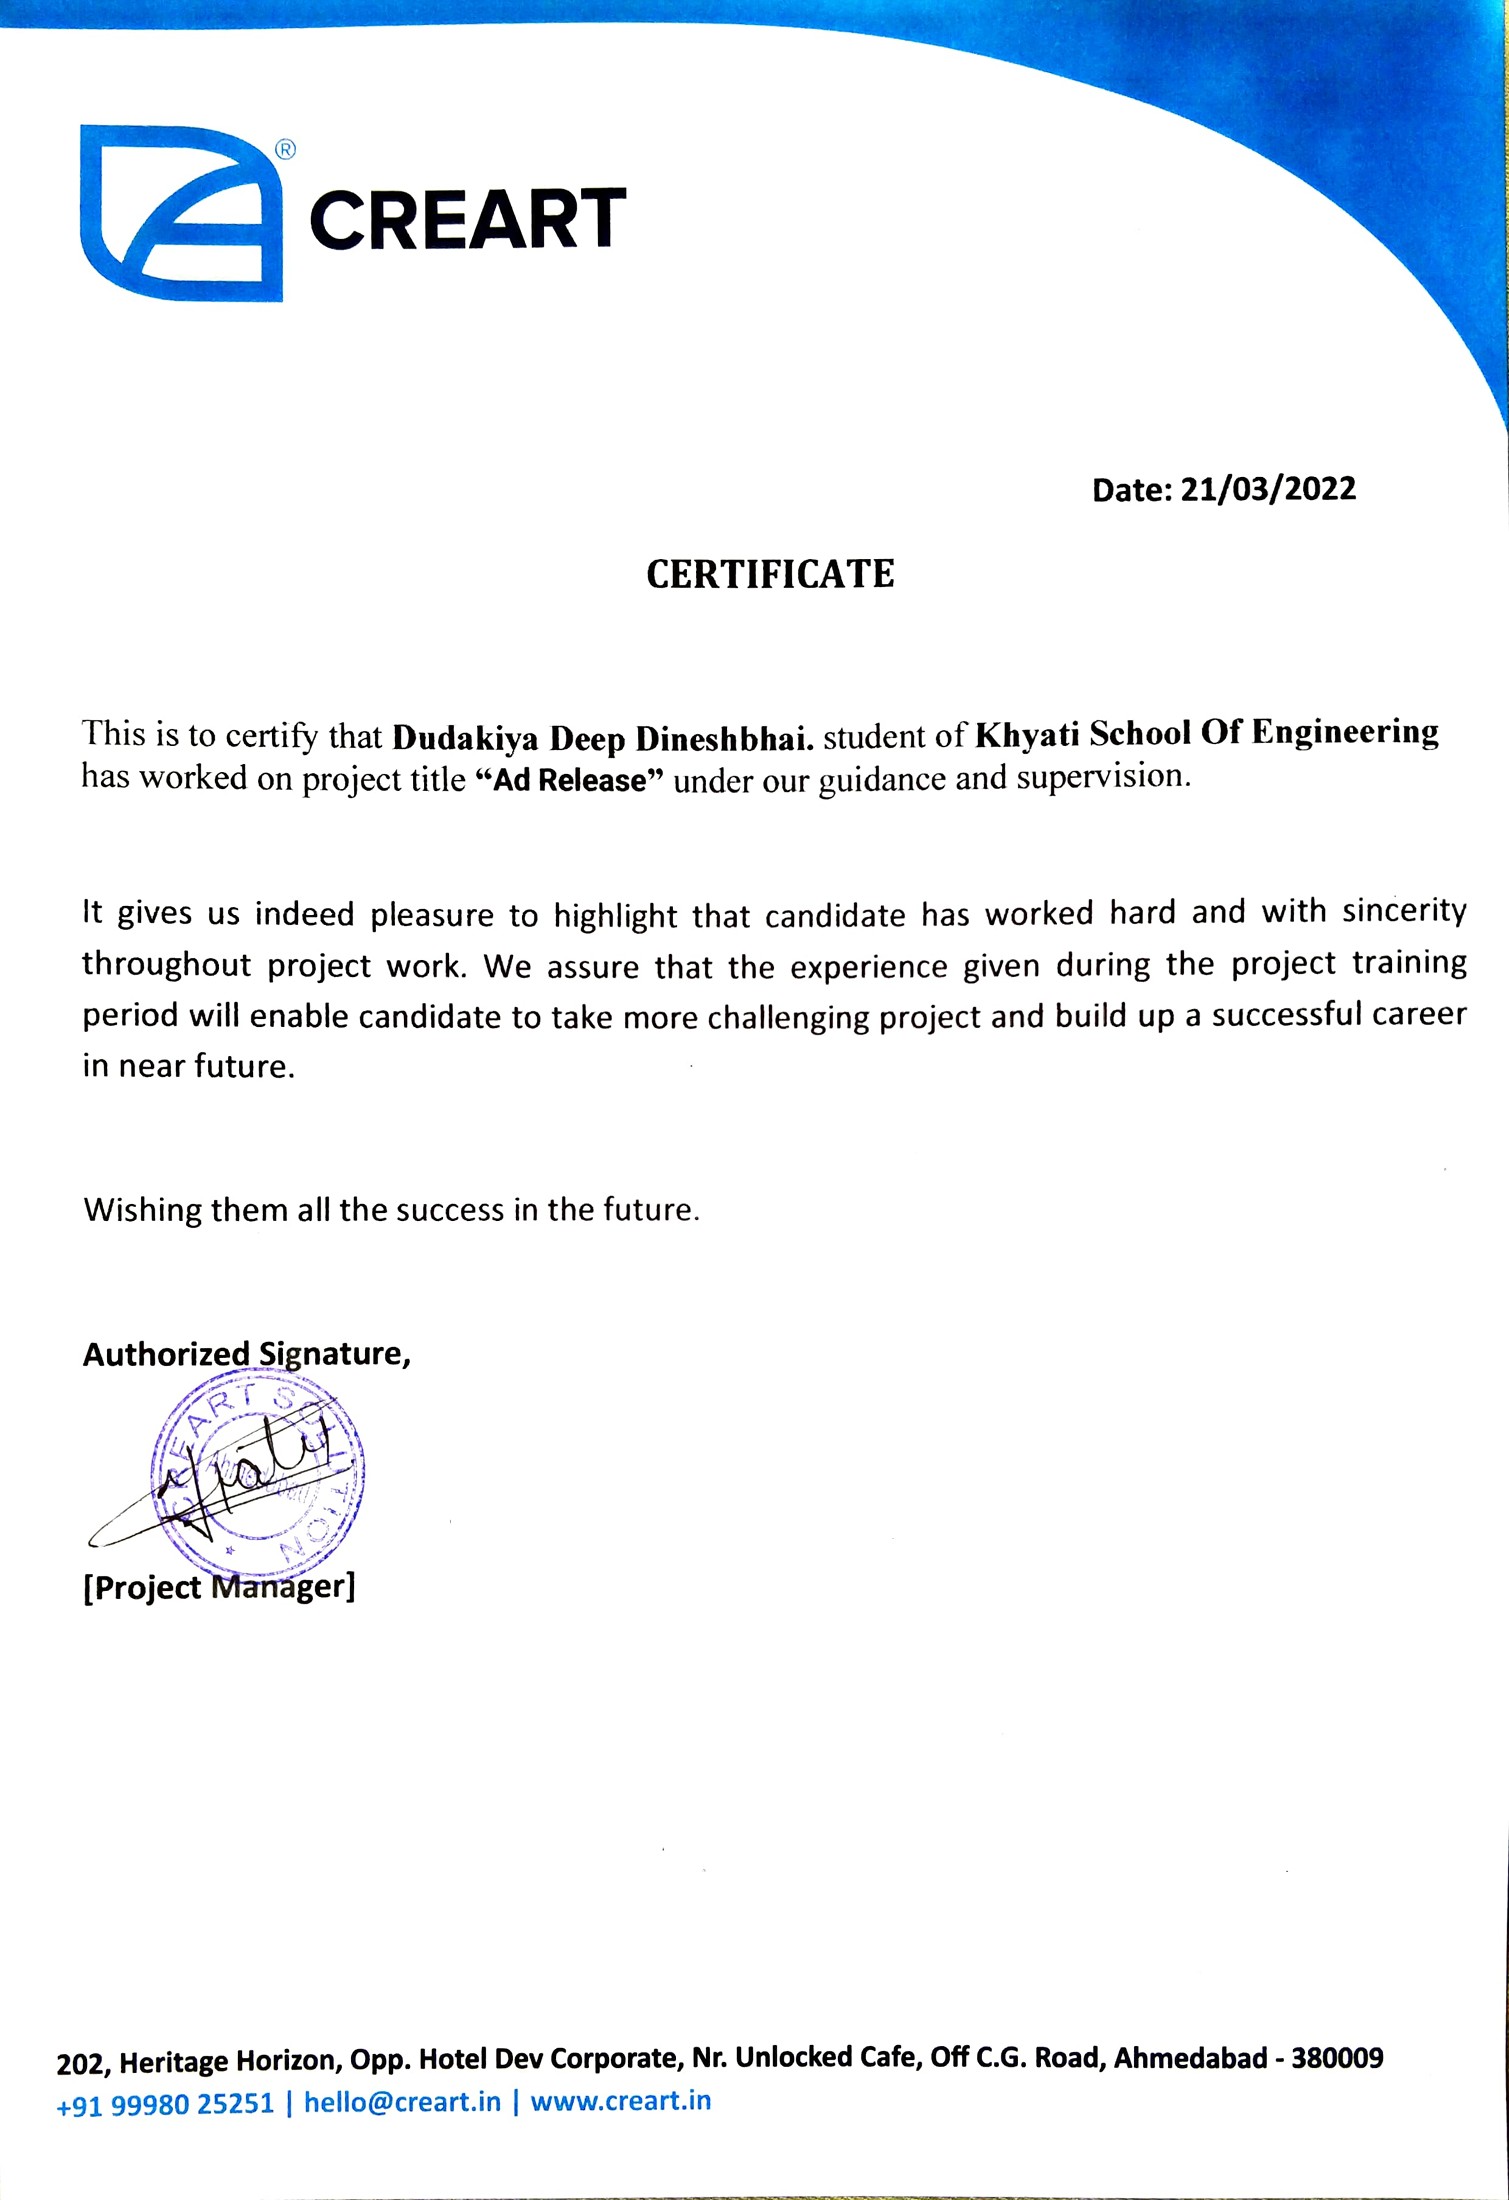 ®
CREART
Date: 21/03/2022
CERTIFICATE
This is to certify that Dudakiya Deep Dineshbhai. student of Khyati School Of Engineering
has worked on project title “Ad Release” under our guidance and supervision.
It gives us indeed pleasure to highlight that candidate has worked hard and with sincerity
throughout project work. We assure that the experience given during the project training
period will enable candidate to take more challenging project and build up a successful career
in near future.
Wishing them all the success in the future.
Authorized Signature,
CREART SOLUTION
Ahmedabad
[Project Manager]
202, Heritage Horizon, Opp. Hotel Dev Corporate, Nr. Unlocked Cafe, Off C.G. Road, Ahmedabad - 380009
+91 99980 25251 | hello@creart.in | www.creart.in